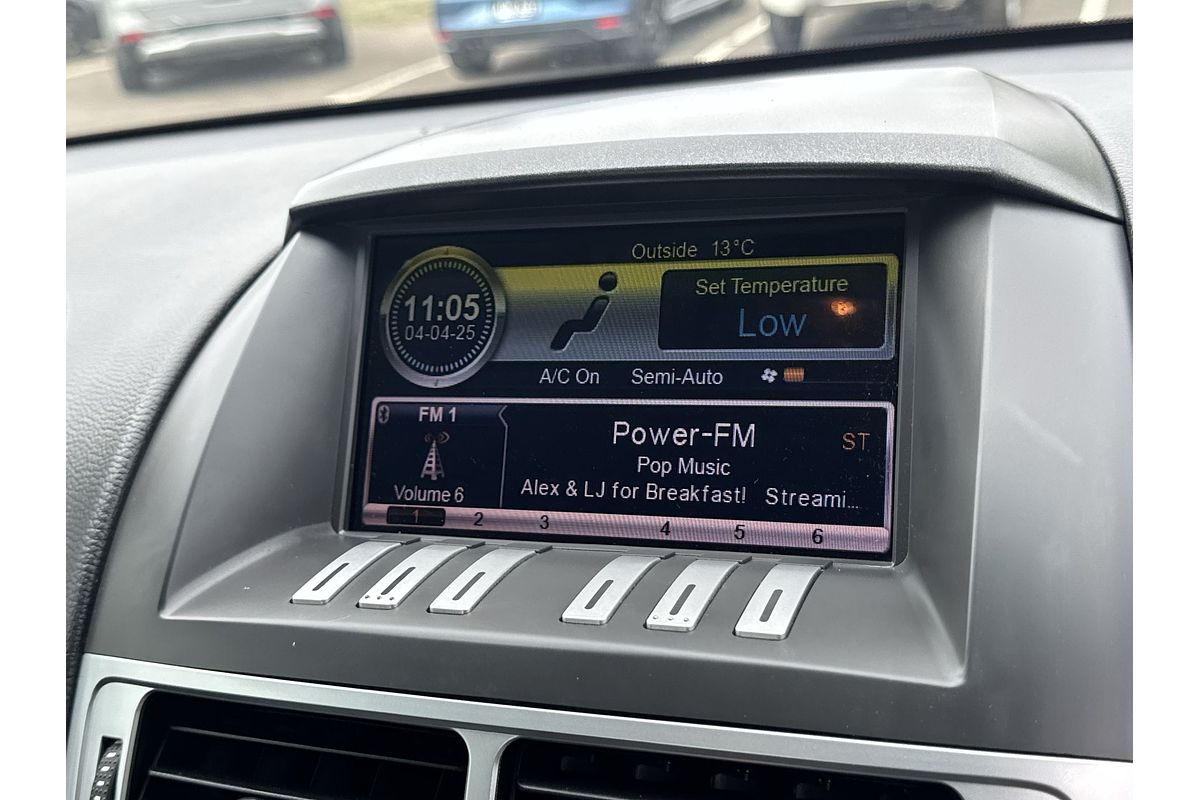 Outside 13°C
11:05
04-04-25
Set Temperature
Low
A/C On Semi-Auto
FM 1
Power-FM
ST
Pop Music
Volume 6
Alex & LJ for Breakfast! Streami...
1 2 3 4 5 6